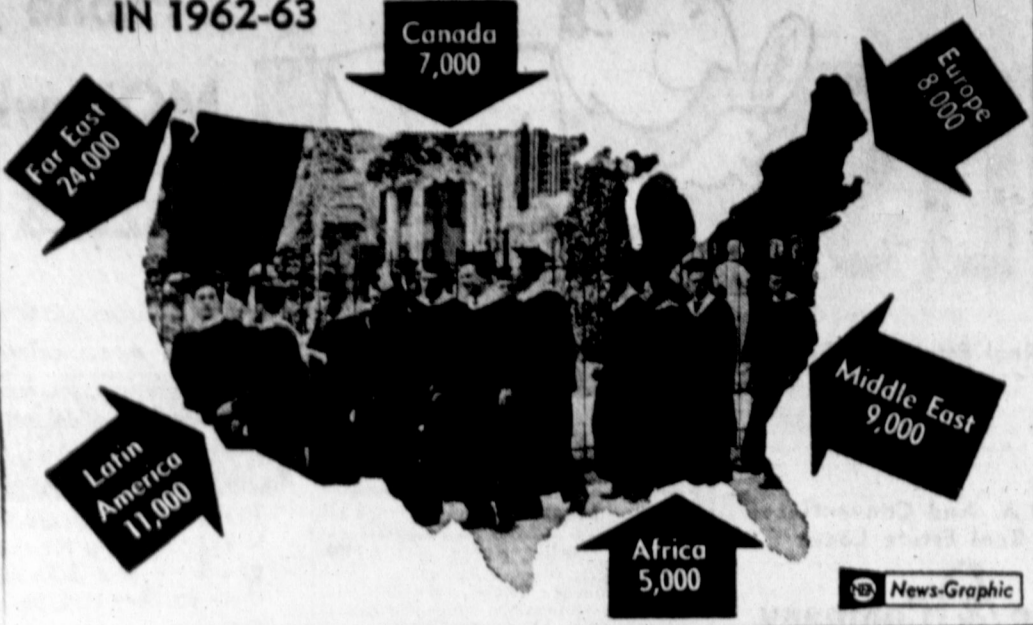 IN 1962-63
Canada
7,000
Europe
8,000
Far East
24,000
Middle East
9,000
Latin
America
11,000
Africa
5,000
NEA News-Graphic